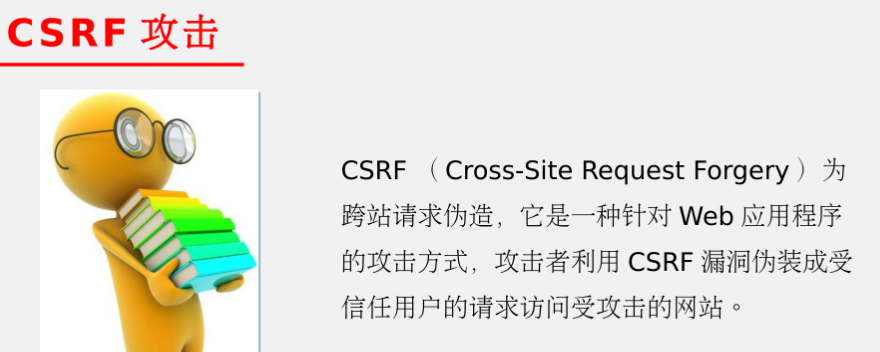 CSRF 攻击
CSRF （ Cross-Site Request Forgery ）为
跨站请求伪造，它是一种针对 Web 应用程序
的攻击方式，攻击者利用 CSRF 漏洞伪装成受
信任用户的请求访问受攻击的网站。